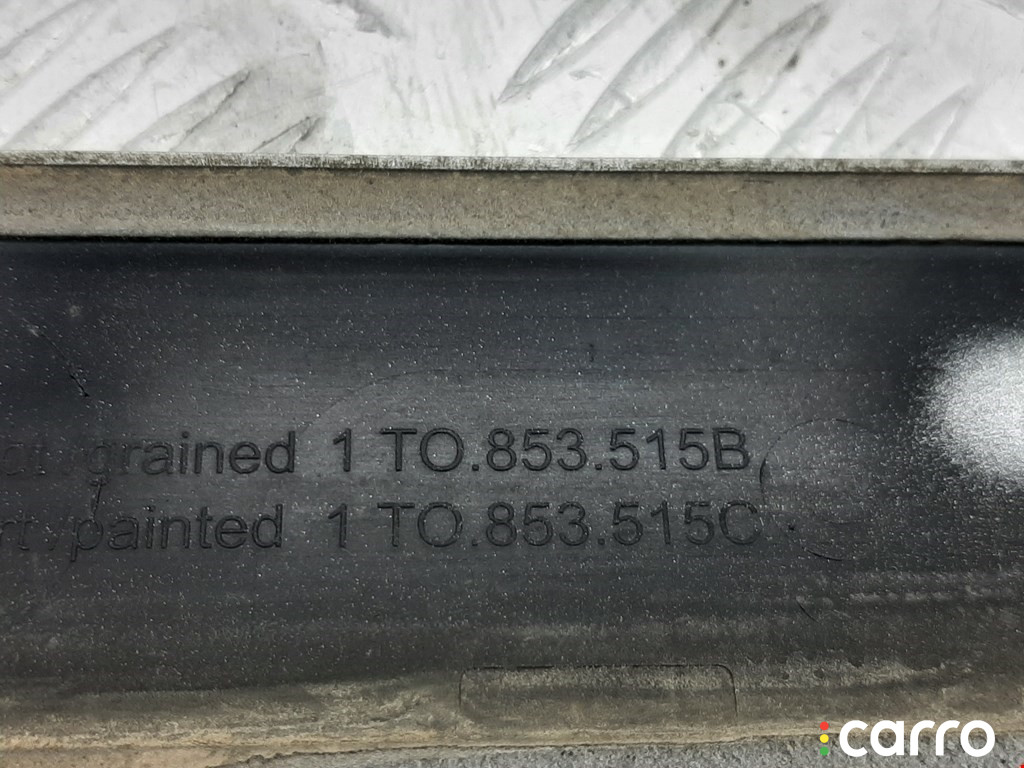 grained 1 TO.853.515B
painted 1 TO.853.515C
carro